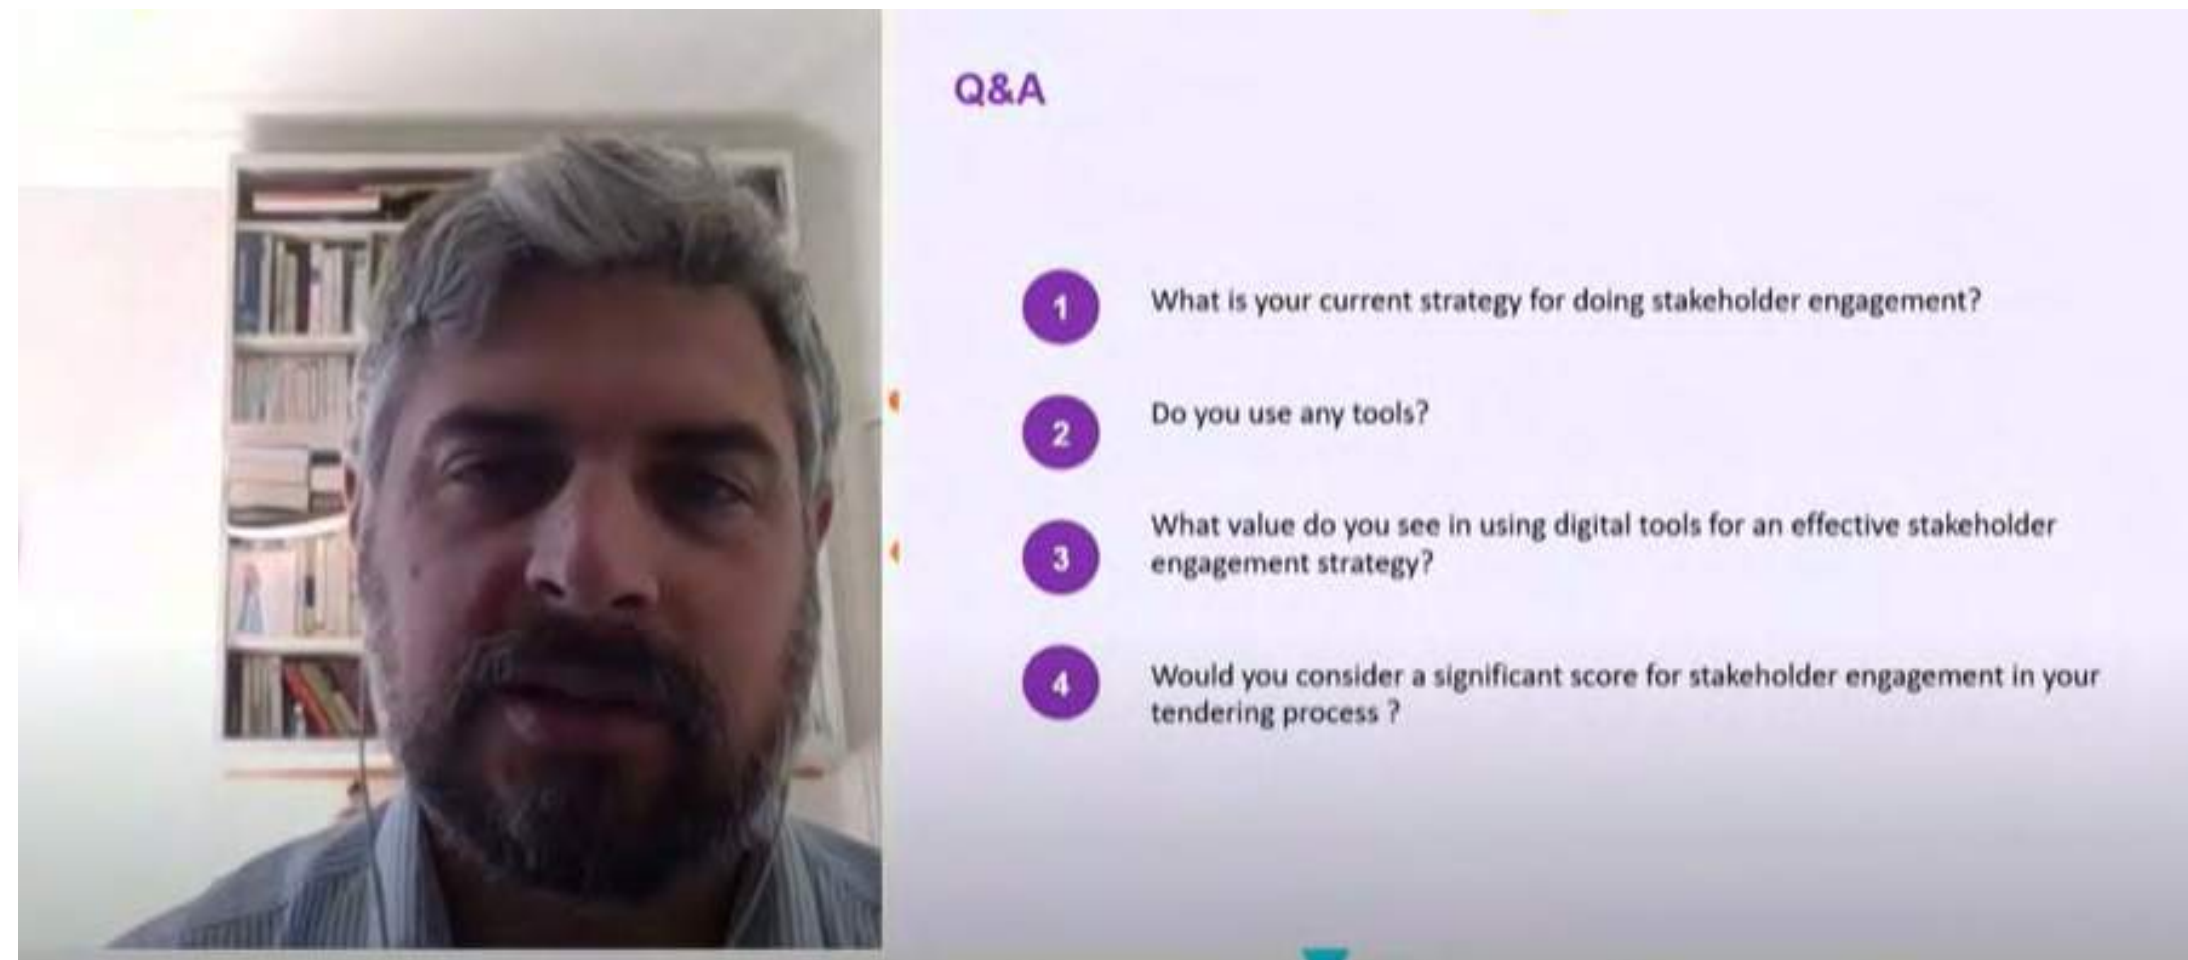 Q&A
1
What is your current strategy for doing stakeholder engagement?
2
Do you use any tools?
3
What value do you see in using digital tools for an effective stakeholder
engagement strategy?
4
Would you consider a significant score for stakeholder engagement in your
tendering process ?